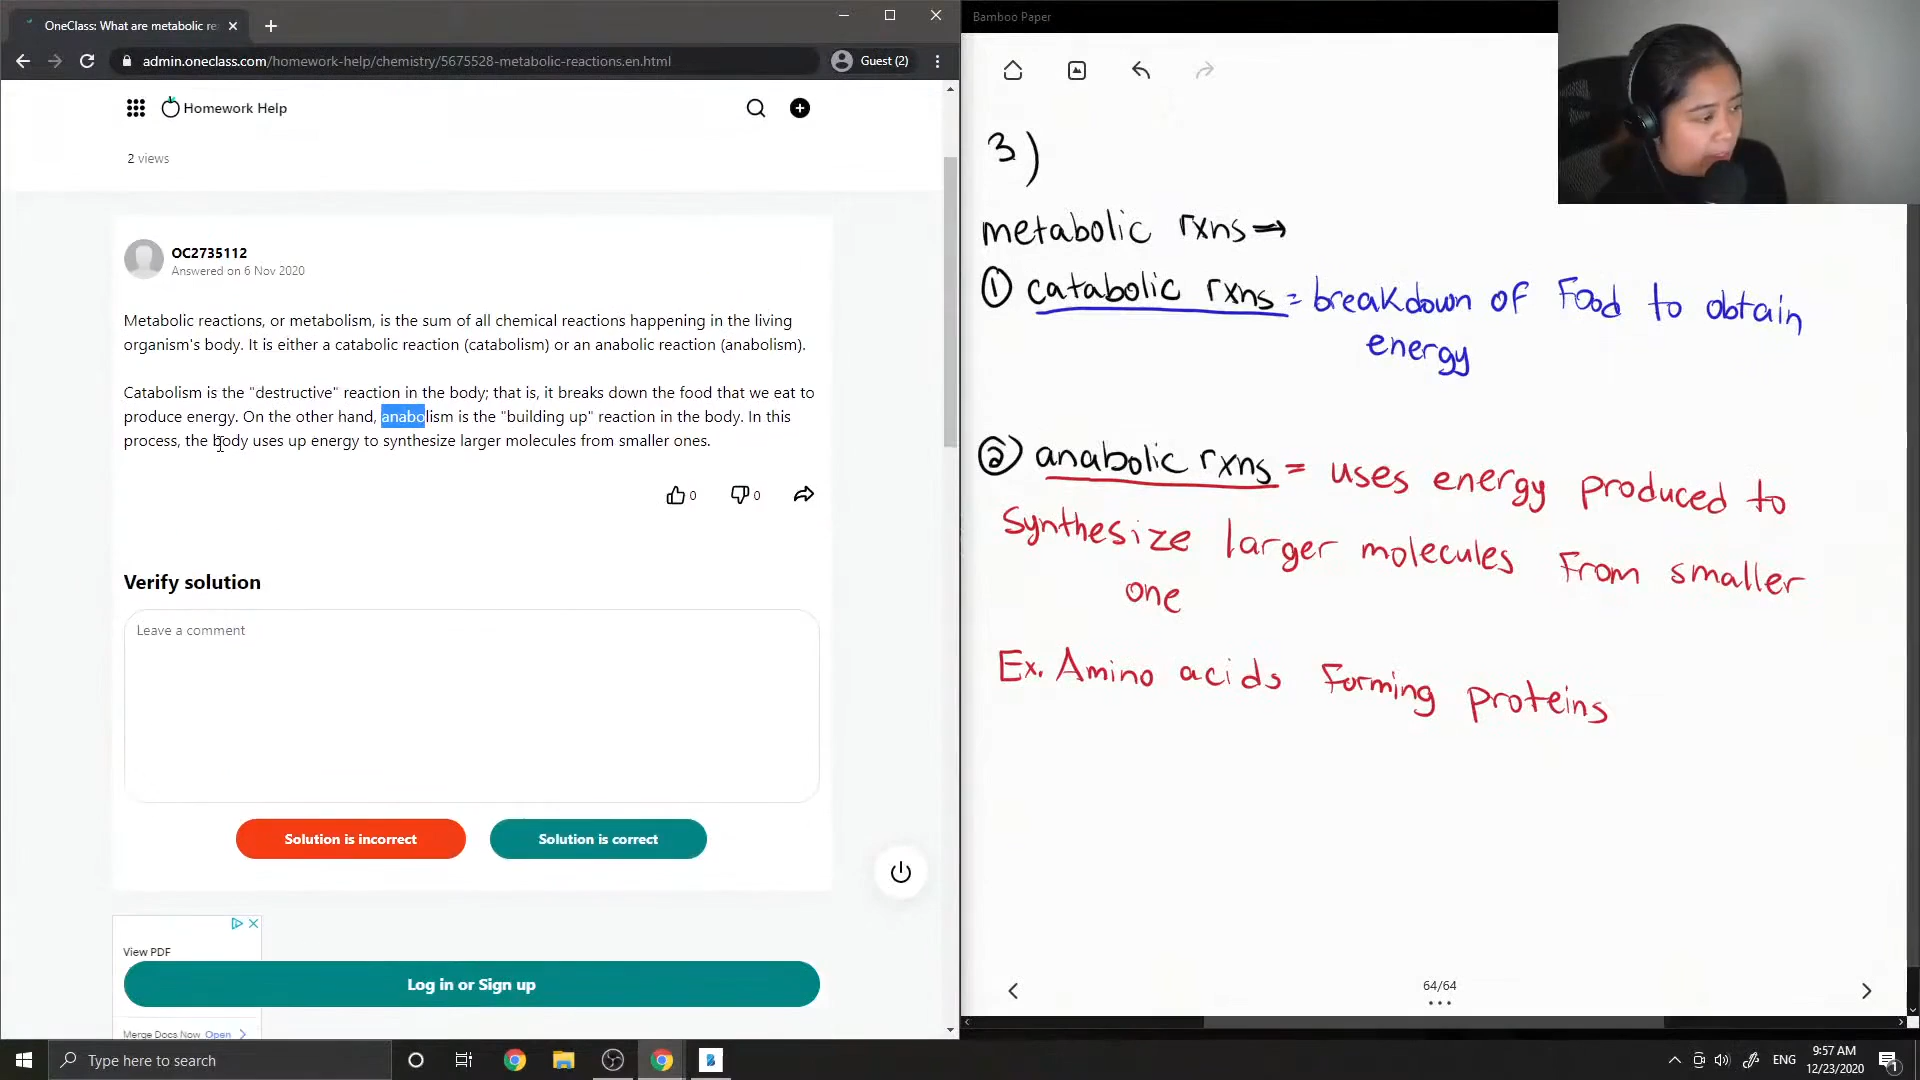 OneClass: What are metabolic re
Bamboo Paper
admin.oneclass.com/homework-help/chemistry/5675528-metabolic-reactions.en.html
Guest (2)
Homework Help
2 views
OC2735112
Answered on 6 Nov 2020
Metabolic reactions, or metabolism, is the sum of all chemical reactions happening in the living
organism's body. It is either a catabolic reaction (catabolism) or an anabolic reaction (anabolism).
Catabolism is the "destructive" reaction in the body; that is, it breaks down the food that we eat to
produce energy. On the other hand, anabolism is the "building up" reaction in the body. In this
process, the body uses up energy to synthesize larger molecules from smaller ones.
0
0
Verify solution
Leave a comment
Solution is incorrect
Solution is correct
View PDF
Log in or Sign up
Merge Docs Now Open
3)
metabolic rxns →
① catabolic rxns = breakdown of Food to obtain
energy
② anabolic rxns = uses energy produced to
synthesize larger molecules From smaller
one
Ex. Amino acids Forming proteins
64/64
Type here to search
ENG
9:57 AM
12/23/2020
1